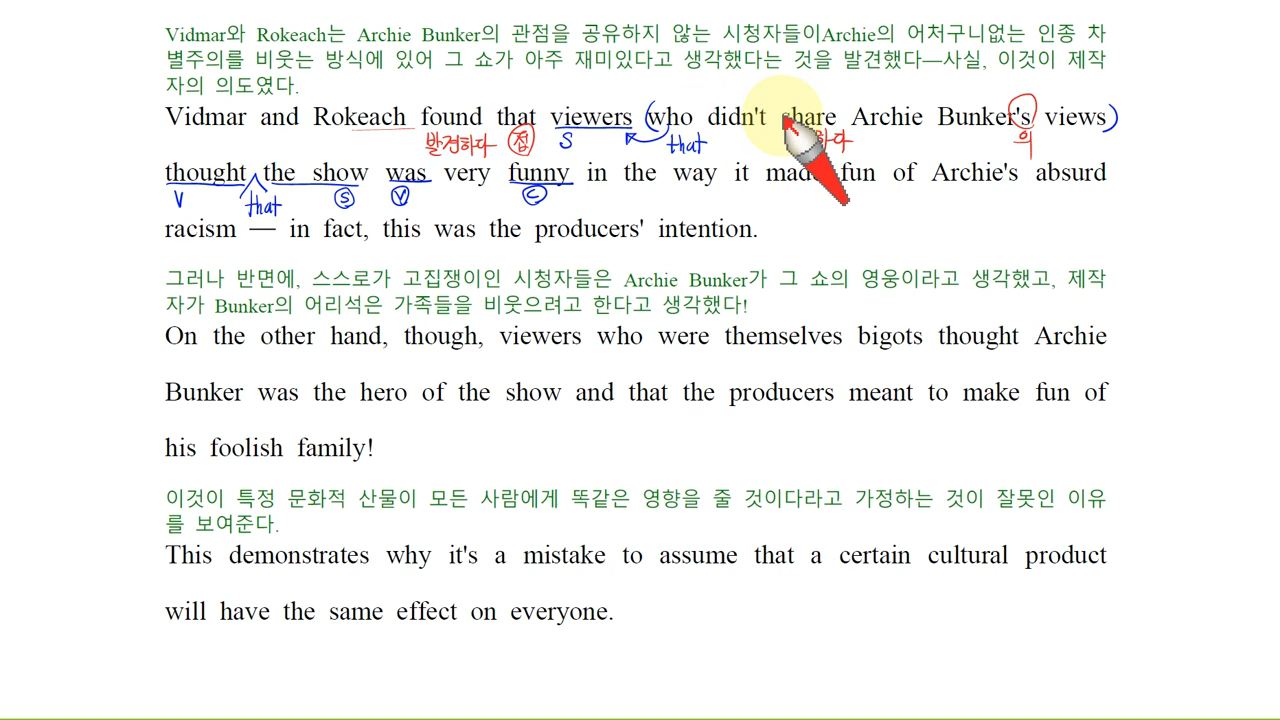 Vidmar와 Rokeach는 Archie Bunker의 관점을 공유하지 않는 시청자들이Archie의 어처구니없는 인종 차
별주의를 비웃는 방식에 있어 그 쇼가 아주 재미있다고 생각했다는 것을 발견했다—사실, 이것이 제작
자의 의도였다.
Vidmar and Rokeach found that viewers (who didn't share Archie Bunker's views)
발견하다 접 S that 하다 의
thought the show was very funny in the way it made fun of Archie's absurd
V that S V C
racism — in fact, this was the producers' intention.
그러나 반면에, 스스로가 고집쟁이인 시청자들은 Archie Bunker가 그 쇼의 영웅이라고 생각했고, 제작
자가 Bunker의 어리석은 가족들을 비웃으려고 한다고 생각했다!
On the other hand, though, viewers who were themselves bigots thought Archie
Bunker was the hero of the show and that the producers meant to make fun of
his foolish family!
이것이 특정 문화적 산물이 모든 사람에게 똑같은 영향을 줄 것이다라고 가정하는 것이 잘못인 이유
를 보여준다.
This demonstrates why it's a mistake to assume that a certain cultural product
will have the same effect on everyone.